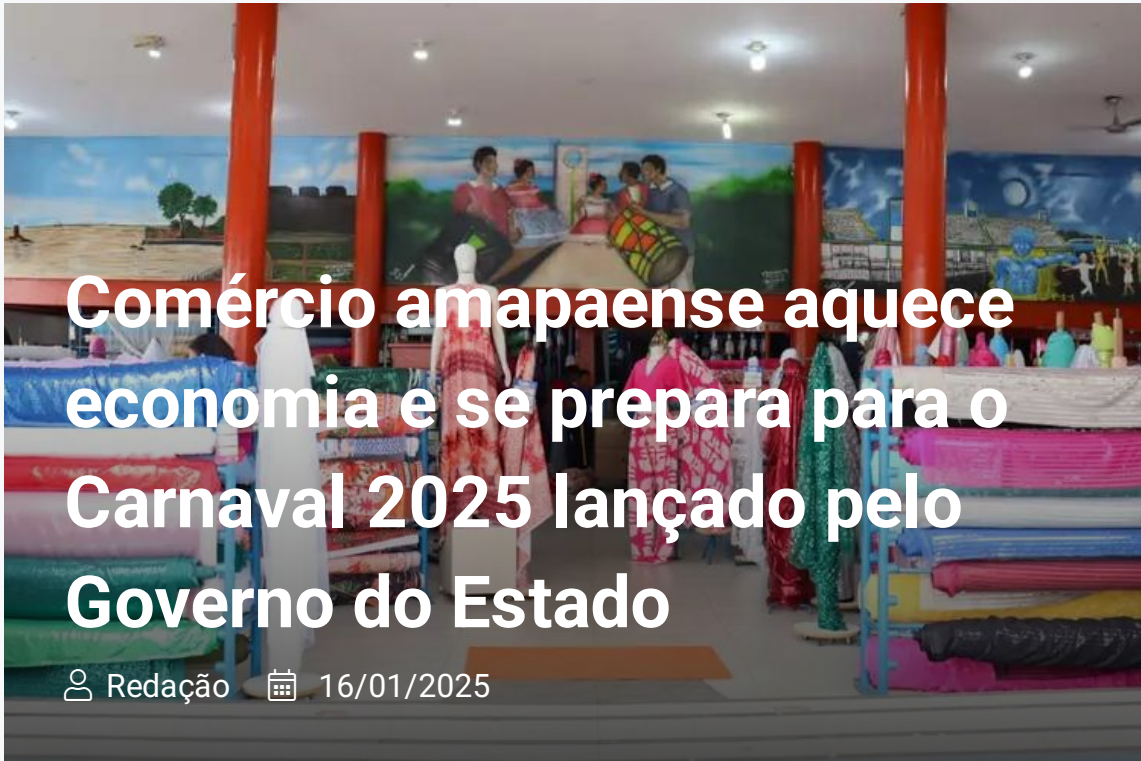 Comércio amapaense aquece
economia e se prepara para o
Carnaval 2025 lançado pelo
Governo do Estado
Redação 16/01/2025